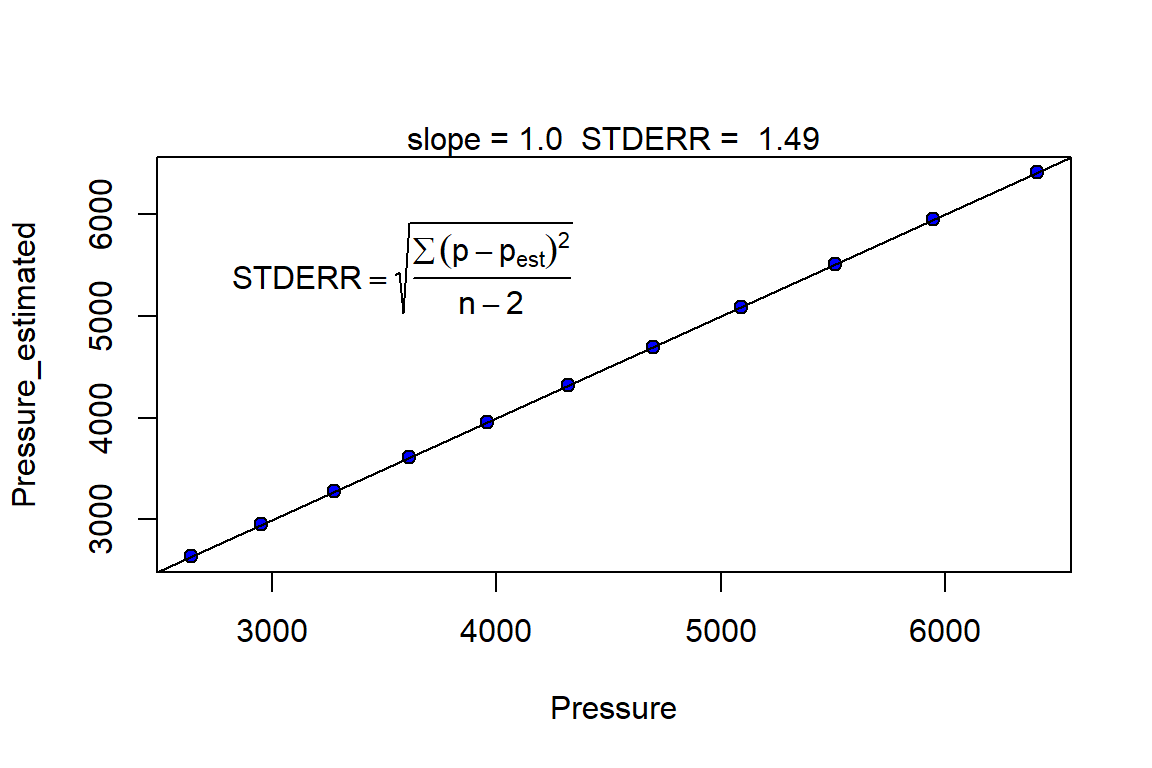 slope = 1.0  STDERR =  1.49
6000
5000
4000
3000
Pressure_estimated
STDERR = √(∑(p − p_est)² / (n − 2))
3000 4000 5000 6000
Pressure